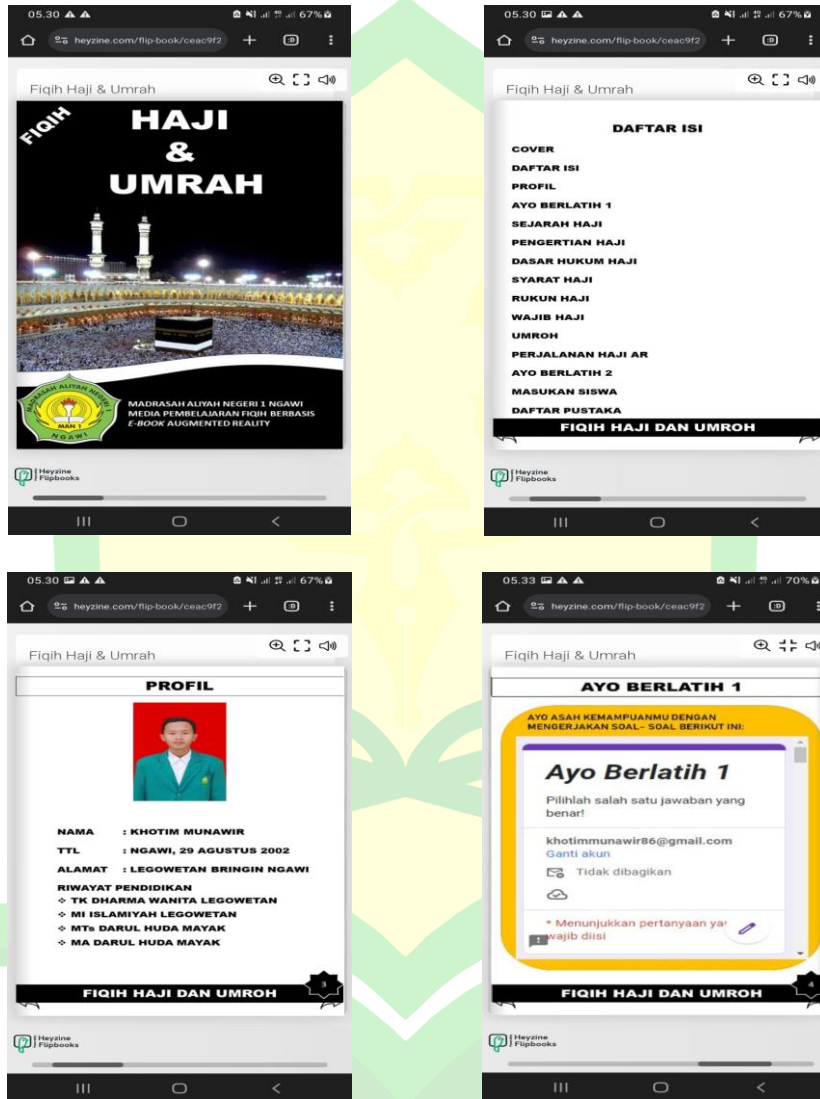 05.30
67%
heyzine.com/flip-book/ceac9f2
Fiqih Haji & Umrah
FIQIH
HAJI
&
UMRAH
MADRASAH ALIYAH NEGERI 1
MAN 1
NGAWI
MADRASAH ALIYAH NEGERI 1 NGAWI
MEDIA PEMBELAJARAN FIQIH BERBASIS
E-BOOK AUGMENTED REALITY
Heyzine
Flipbooks
05.30
67%
heyzine.com/flip-book/ceac9f2
Fiqih Haji & Umrah
DAFTAR ISI
COVER
DAFTAR ISI
PROFIL
AYO BERLATIH 1
SEJARAH HAJI
PENGERTIAN HAJI
DASAR HUKUM HAJI
SYARAT HAJI
RUKUN HAJI
WAJIB HAJI
UMROH
PERJALANAN HAJI AR
AYO BERLATIH 2
MASUKAN SISWA
DAFTAR PUSTAKA
FIQIH HAJI DAN UMROH
Heyzine
Flipbooks
05.30
67%
heyzine.com/flip-book/ceac9f2
Fiqih Haji & Umrah
PROFIL
NAMA : KHOTIM MUNAWIR
TTL : NGAWI, 29 AGUSTUS 2002
ALAMAT : LEGOWETAN BRINGIN NGAWI
RIWAYAT PENDIDIKAN
❖ TK DHARMA WANITA LEGOWETAN
❖ MI ISLAMIYAH LEGOWETAN
❖ MTs DARUL HUDA MAYAK
❖ MA DARUL HUDA MAYAK
3
FIQIH HAJI DAN UMROH
Heyzine
Flipbooks
05.33
70%
heyzine.com/flip-book/ceac9f2
Fiqih Haji & Umrah
AYO BERLATIH 1
AYO ASAH KEMAMPUANMU DENGAN
MENGERJAKAN SOAL- SOAL BERIKUT INI:
Ayo Berlatih 1
Pilihlah salah satu jawaban yang
benar!
khotimmunawir86@gmail.com
Ganti akun
Tidak dibagikan
* Menunjukkan pertanyaan yan
wajib diisi
4
FIQIH HAJI DAN UMROH
Heyzine
Flipbooks